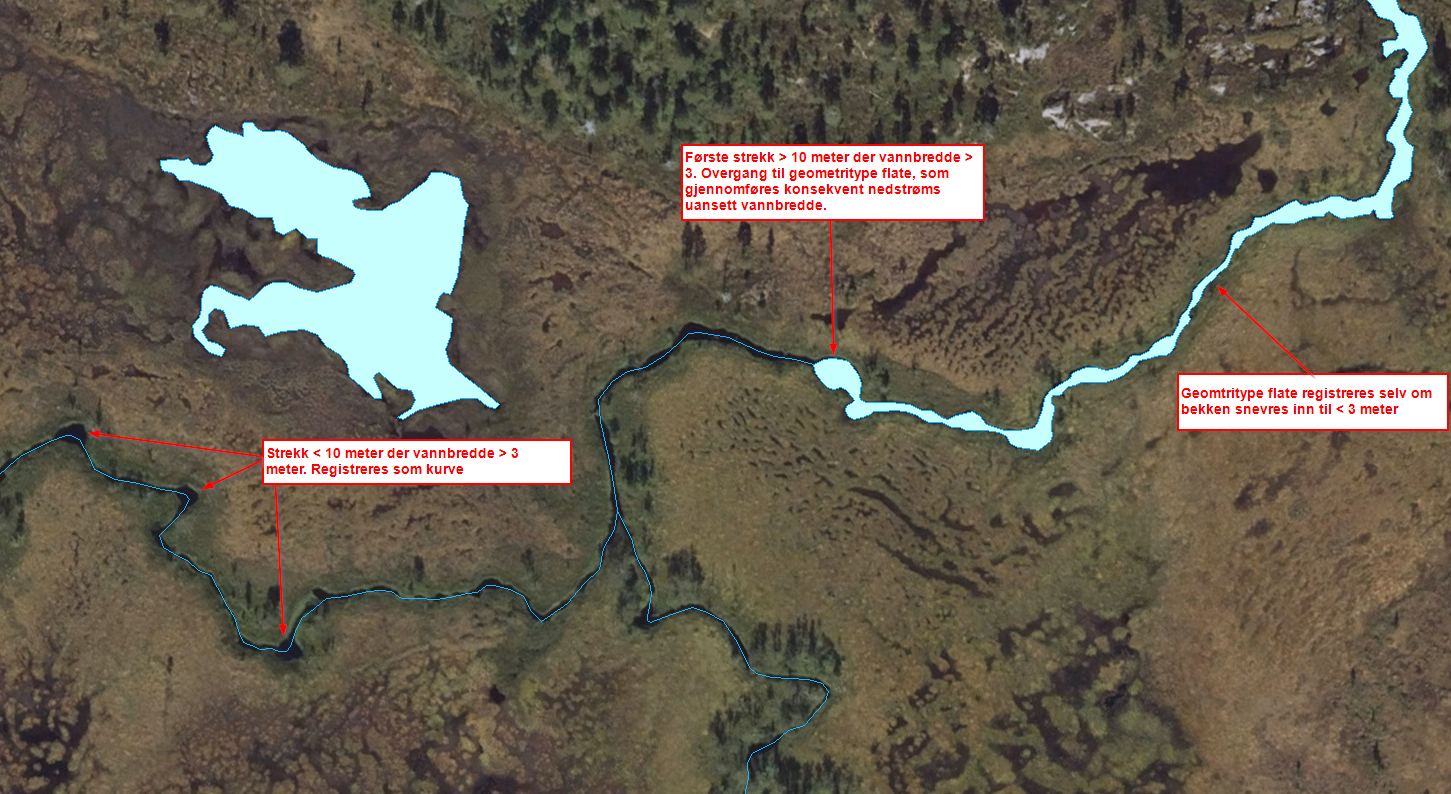 Første strekk > 10 meter der vannbredde >
3. Overgang til geometritype flate, som
gjennomføres konsekvent nedstrøms
uansett vannbredde.
Geomtritype flate registreres selv om
bekken snevres inn til < 3 meter
Strekk < 10 meter der vannbredde > 3
meter. Registreres som kurve